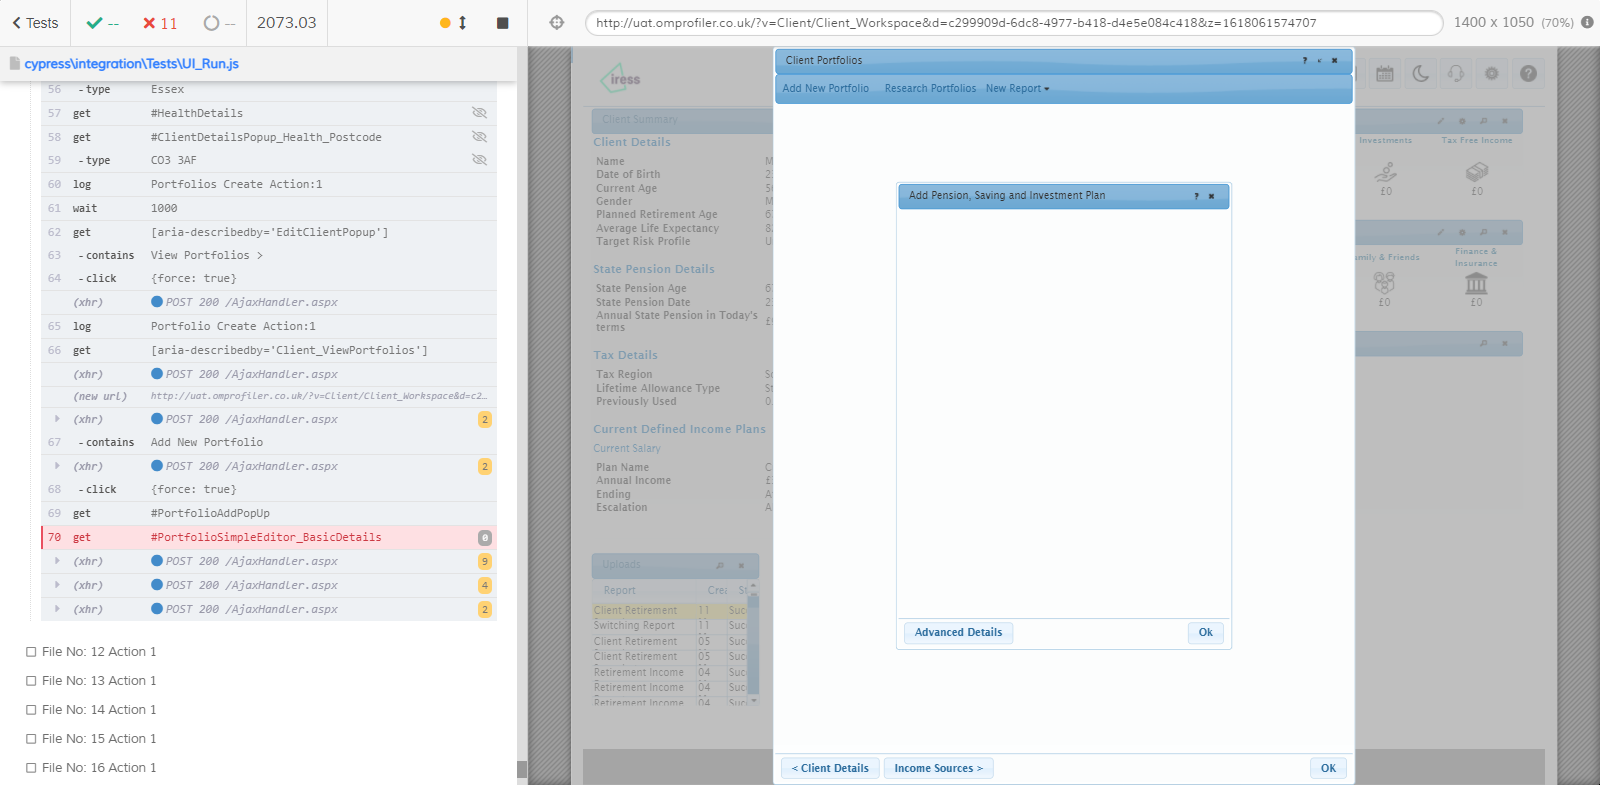 Tests
--
11
--
2073.03
http://uat.omprofiler.co.uk/?v=Client/Client_Workspace&d=c299909d-6dc8-4977-b418-d4e5e084c418&z=1618061574707
1400 x 1050 (70%)
cypress\integration\Tests\UI_Run.js
56 -type Essex
57 get #HealthDetails
58 get #ClientDetailsPopup_Health_Postcode
59 -type CO3 3AF
60 log Portfolios Create Action:1
61 wait 1000
62 get [aria-describedby='EditClientPopup']
63 -contains View Portfolios >
64 -click {force: true}
(xhr) POST 200 /AjaxHandler.aspx
65 log Portfolio Create Action:1
66 get [aria-describedby='Client_ViewPortfolios']
(xhr) POST 200 /AjaxHandler.aspx
(new url) http://uat.omprofiler.co.uk/?v=Client/Client_Workspace&d=c2…
(xhr) POST 200 /AjaxHandler.aspx 2
67 -contains Add New Portfolio
(xhr) POST 200 /AjaxHandler.aspx 2
68 -click {force: true}
69 get #PortfolioAddPopUp
70 get #PortfolioSimpleEditor_BasicDetails 0
(xhr) POST 200 /AjaxHandler.aspx 9
(xhr) POST 200 /AjaxHandler.aspx 4
(xhr) POST 200 /AjaxHandler.aspx 2
File No: 12 Action 1
File No: 13 Action 1
File No: 14 Action 1
File No: 15 Action 1
File No: 16 Action 1
iress
Client Summary
Client Details
Name M
Date of Birth 2
Current Age 5
Gender M
Planned Retirement Age 6
Average Life Expectancy 8
Target Risk Profile U
State Pension Details
State Pension Age 6
State Pension Date 2
Annual State Pension in Today's
terms £
Tax Details
Tax Region S
Lifetime Allowance Type S
Previously Used 0
Current Defined Income Plans
Current Salary
Plan Name C
Annual Income £
Ending A
Escalation A
Uploads
Report Crea St
Client Retirement 11 Suc
Switching Report 11 Suc
Client Retirement 05 Suc
Client Retirement 05 Suc
Retirement Income 04 Suc
Retirement Income 04 Suc
Retirement Income 04 Suc
Client Portfolios
?
Add New Portfolio Research Portfolios New Report
Add Pension, Saving and Investment Plan
?
Advanced Details
Ok
< Client Details
Income Sources >
OK
?
Investments Tax Free Income
£0 £0
mily & Friends
Finance &
Insurance
£0 £0